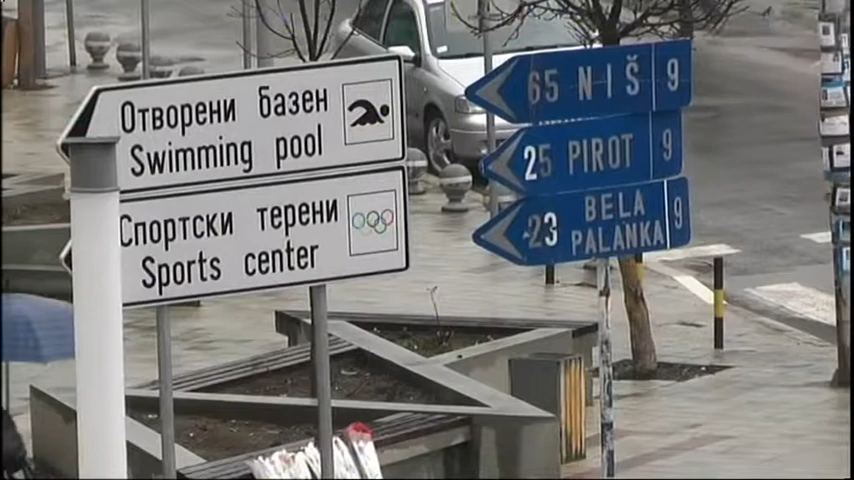 Отворени базен
Swimming pool
Спортски терени
Sports center
65 NIŠ 9
25 PIROT 9
23 BELA PALANKA 9